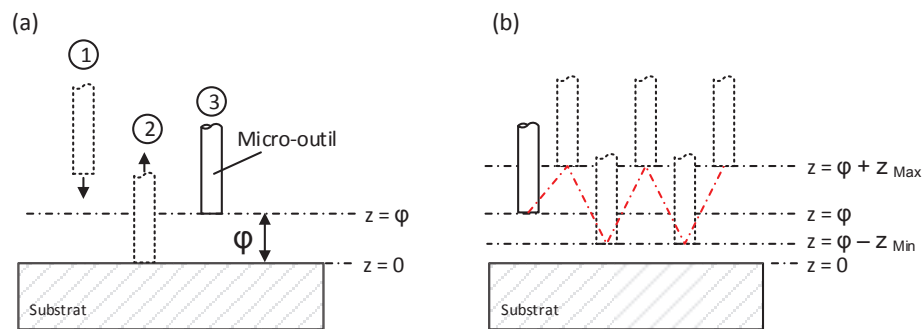 (a)
1
2
3
Micro-outil
z = φ
φ
z = 0
Substrat
(b)
z = φ + z Max
z = φ
z = φ – z Min
z = 0
Substrat